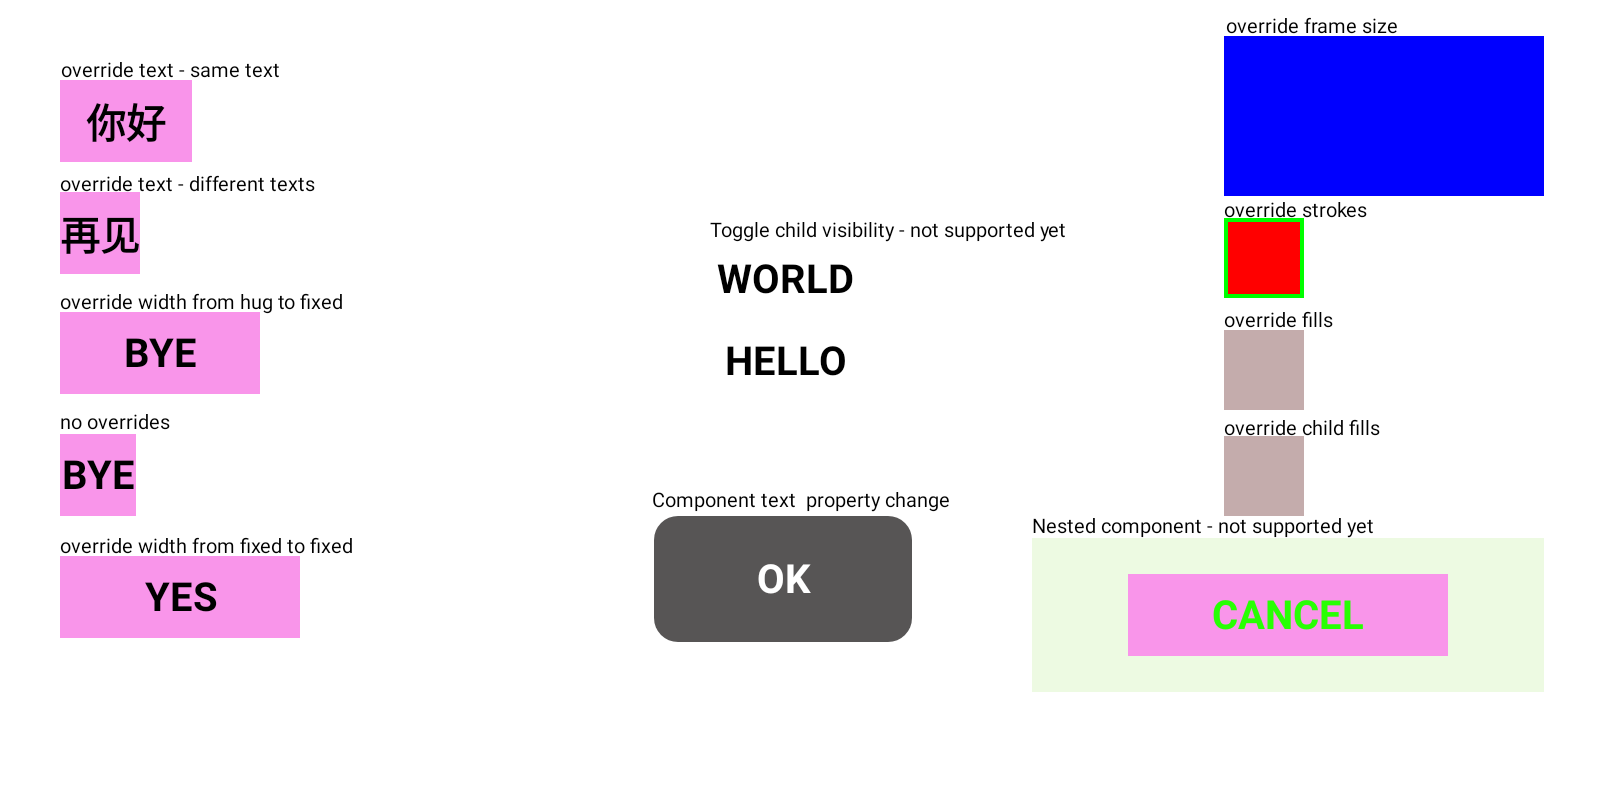 override text - same text
你好
override text - different texts
再见
override width from hug to fixed
BYE
no overrides
BYE
override width from fixed to fixed
YES
Toggle child visibility - not supported yet
WORLD
HELLO
Component text  property change
OK
override frame size
override strokes
override fills
override child fills
Nested component - not supported yet
CANCEL